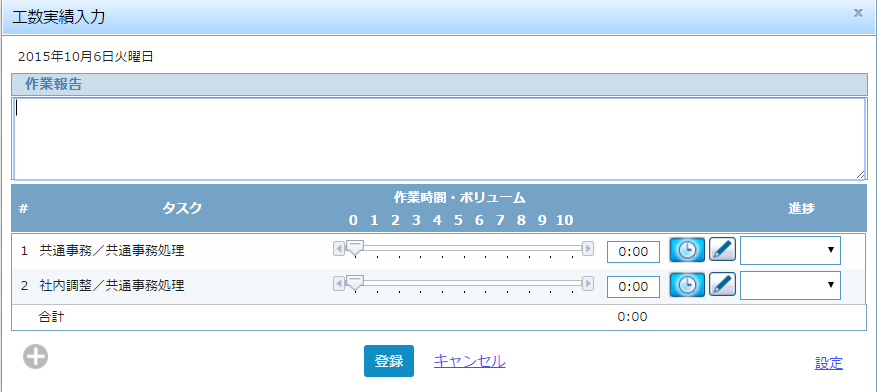 工数実績入力 x
2015年10月6日火曜日
作業報告
# タスク 作業時間・ボリューム 進捗
0 1 2 3 4 5 6 7 8 9 10
1 共通事務／共通事務処理 0:00
2 社内調整／共通事務処理 0:00
合計 0:00
登録 キャンセル 設定